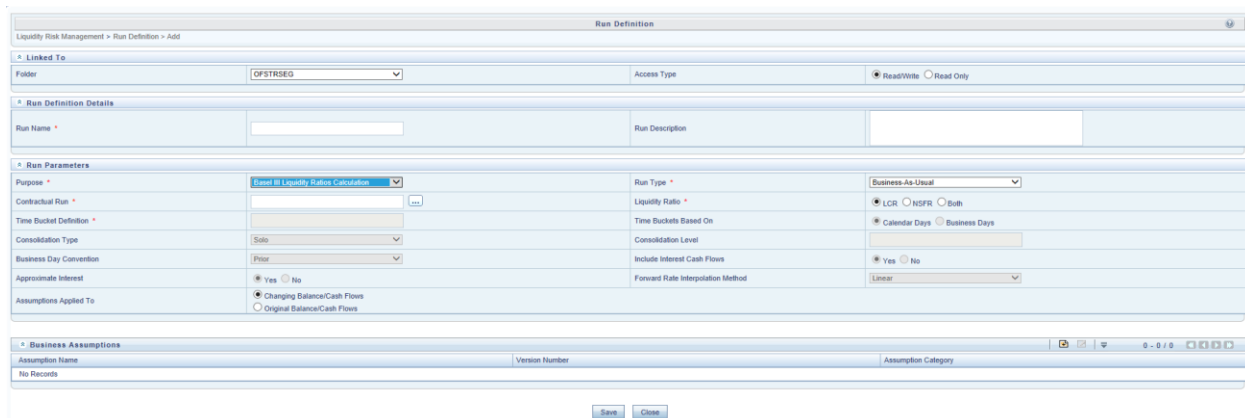 Run Definition
Liquidity Risk Management > Run Definition > Add
Linked To
Folder OFSTRSEG Access Type Read/Write Read Only
Run Definition Details
Run Name * Run Description
Run Parameters
Purpose * Basel III Liquidity Ratios Calculation Run Type * Business-As-Usual
Contractual Run * ... Liquidity Ratio * LCR NSFR Both
Time Bucket Definition * Time Buckets Based On Calendar Days Business Days
Consolidation Type Solo Consolidation Level
Business Day Convention Prior Include Interest Cash Flows Yes No
Approximate Interest Yes No Forward Rate Interpolation Method Linear
Assumptions Applied To Changing Balance/Cash Flows
Original Balance/Cash Flows
Business Assumptions 0 - 0 / 0
Assumption Name Version Number Assumption Category
No Records
Save Close